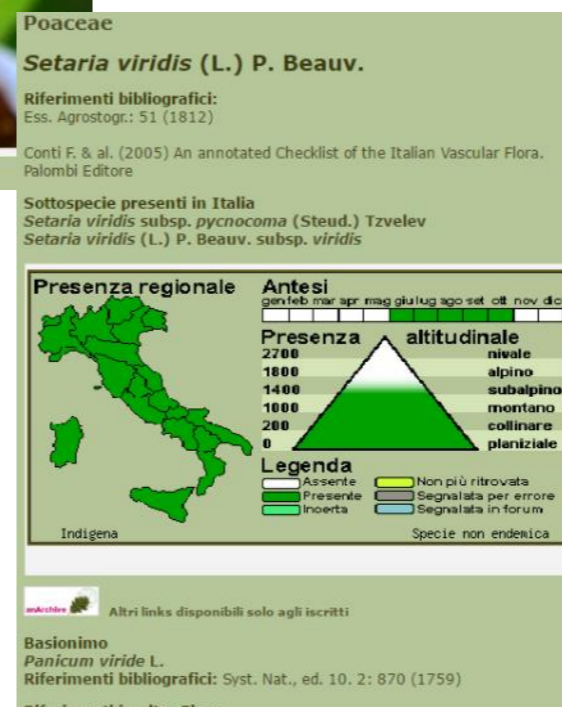 Poaceae
Setaria viridis (L.) P. Beauv.
Riferimenti bibliografici:
Ess. Agrostogr.: 51 (1812)
Conti F. & al. (2005) An annotated Checklist of the Italian Vascular Flora.
Palombi Editore
Sottospecie presenti in Italia
Setaria viridis subsp. pycnocoma (Steud.) Tzvelev
Setaria viridis (L.) P. Beauv. subsp. viridis
Presenza regionale
Antesi
gen feb mar apr mag giu lug ago set ott nov dic
Presenza altitudinale
2700 nivale
1800 alpino
1400 subalpino
1000 montano
200 collinare
0 planiziale
Legenda
Assente Non più ritrovata
Presente Segnalata per errore
Incerta Segnalata in forum
Indigena Specie non endemica
Altri links disponibili solo agli iscritti
Basionimo
Panicum viride L.
Riferimenti bibliografici: Syst. Nat., ed. 10. 2: 870 (1759)